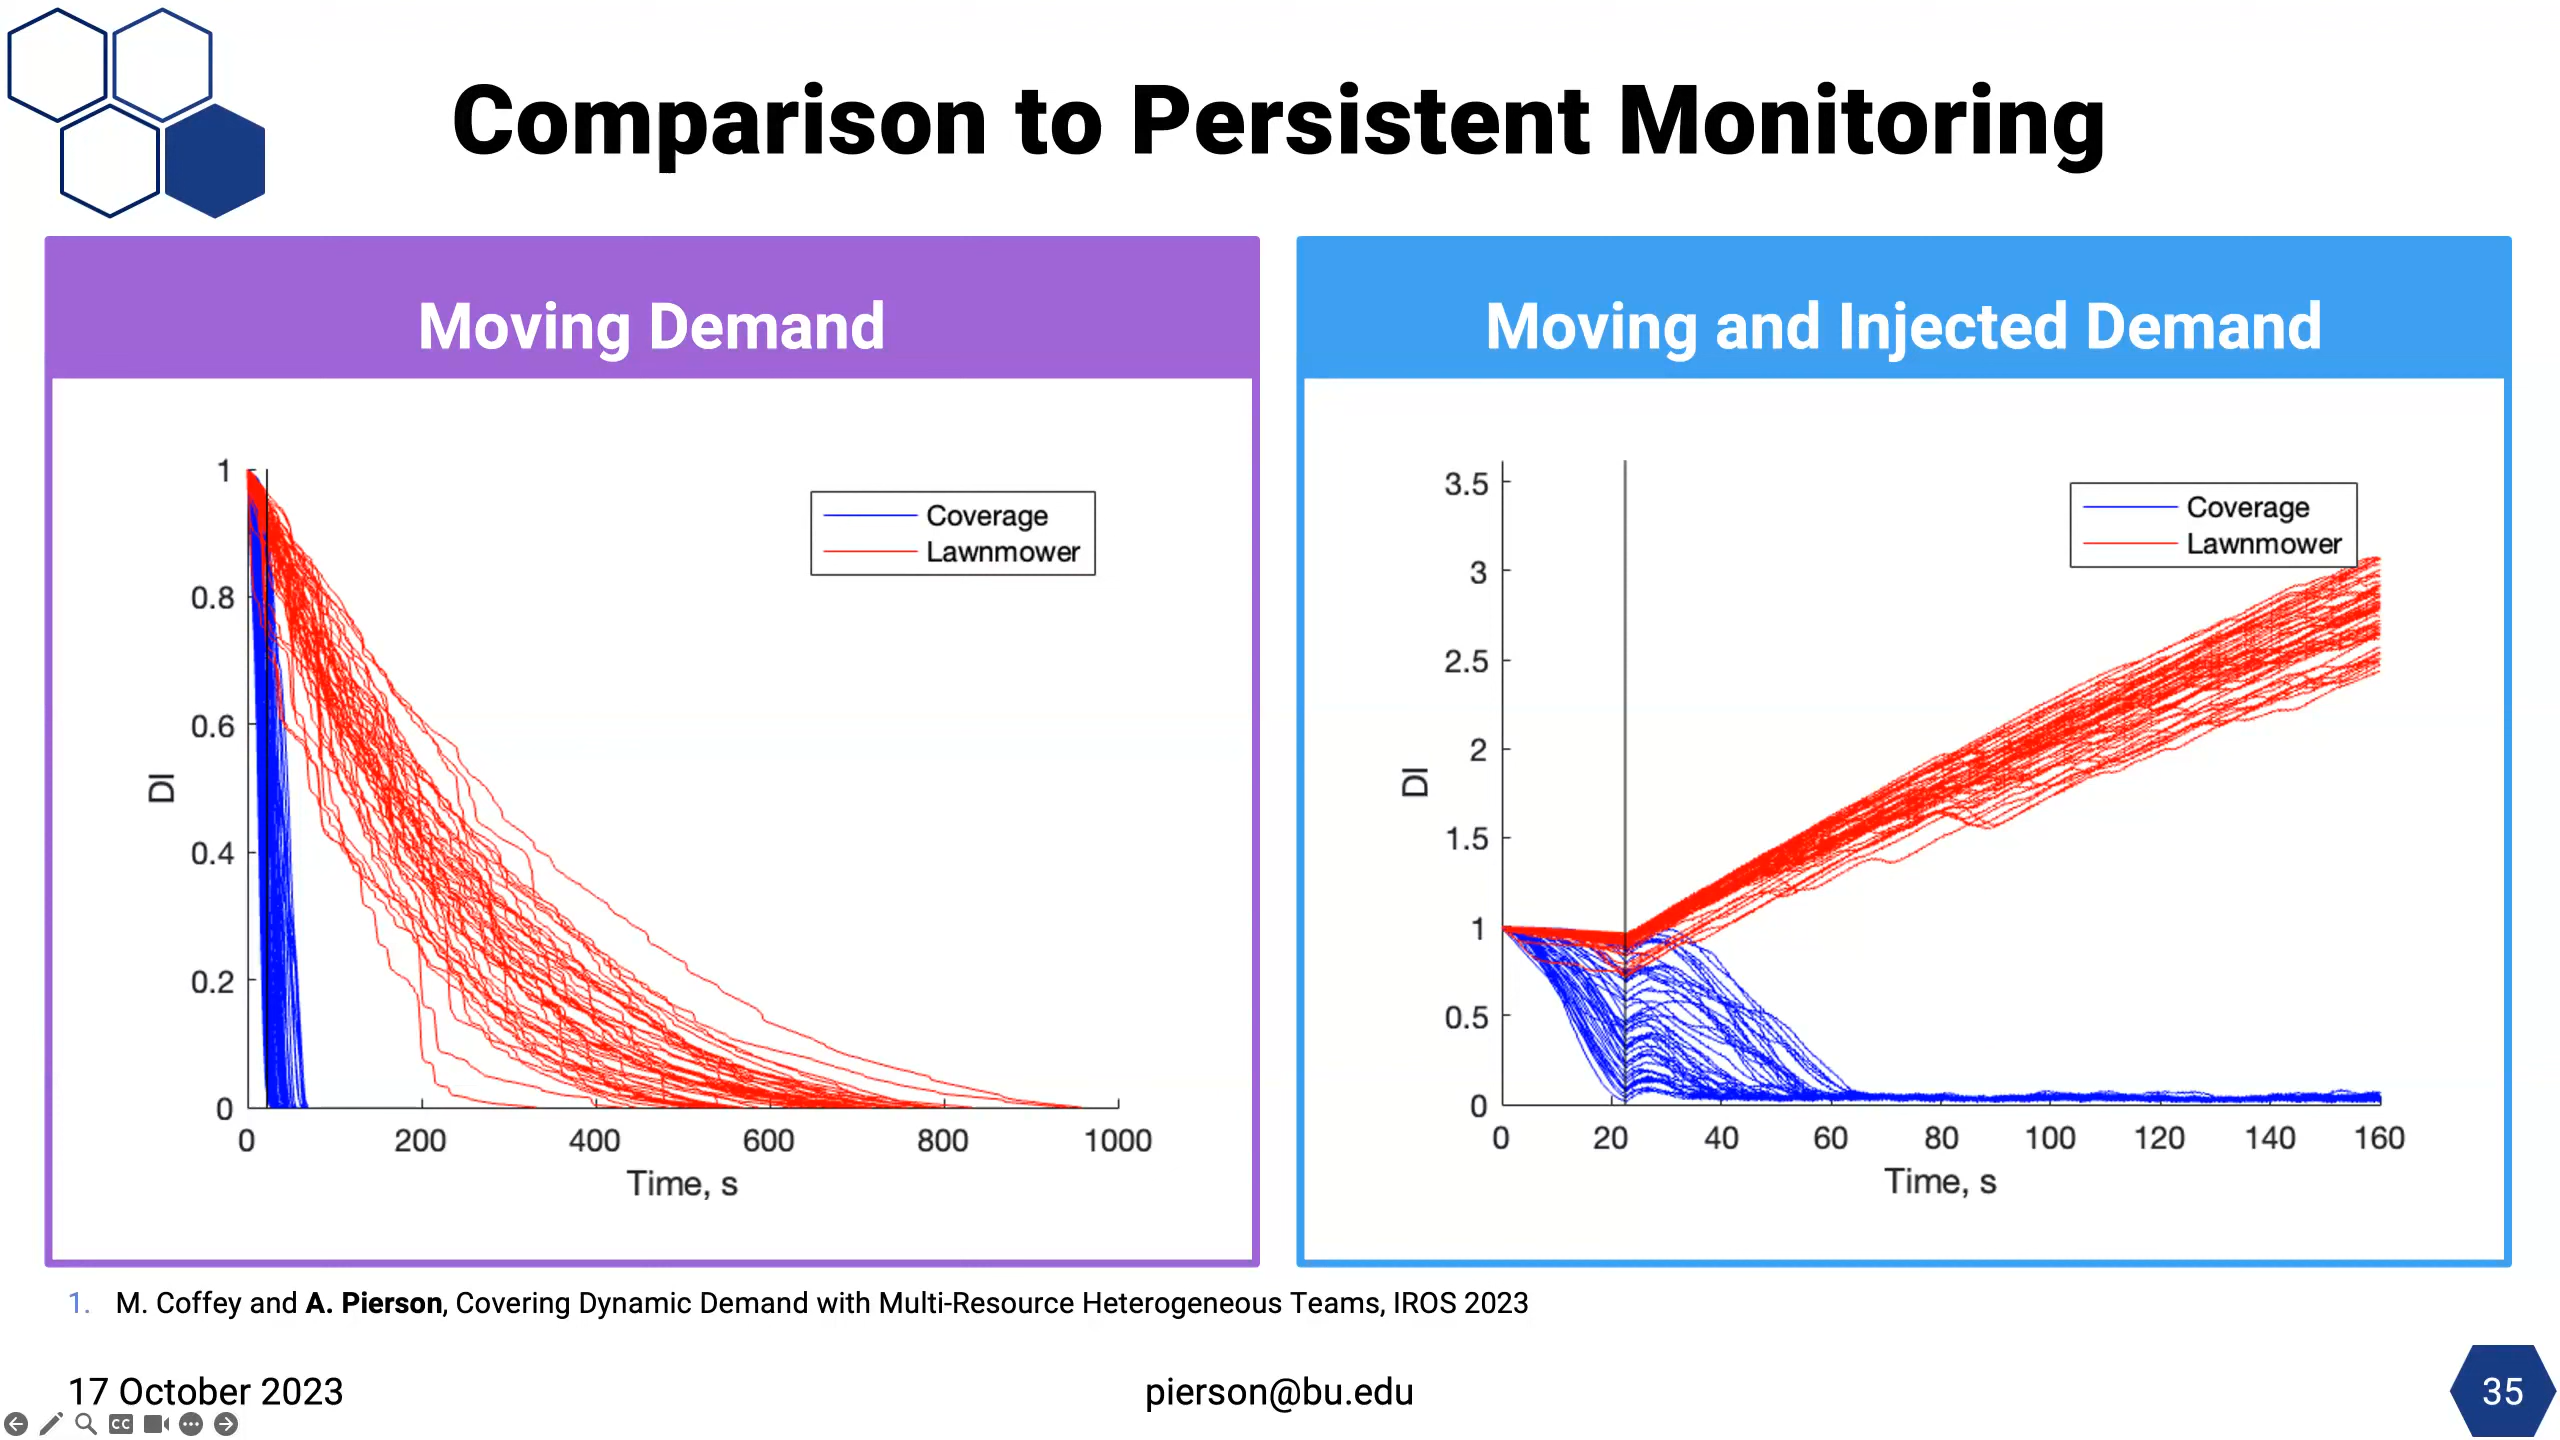 Comparison to Persistent Monitoring
Moving Demand
1
0.8
0.6
0.4
0.2
0
DI
0 200 400 600 800 1000
Time, s
Coverage
Lawnmower
Moving and Injected Demand
3.5
3
2.5
2
1.5
1
0.5
0
DI
0 20 40 60 80 100 120 140 160
Time, s
Coverage
Lawnmower
1. M. Coffey and A. Pierson, Covering Dynamic Demand with Multi-Resource Heterogeneous Teams, IROS 2023
17 October 2023
pierson@bu.edu
35
CC